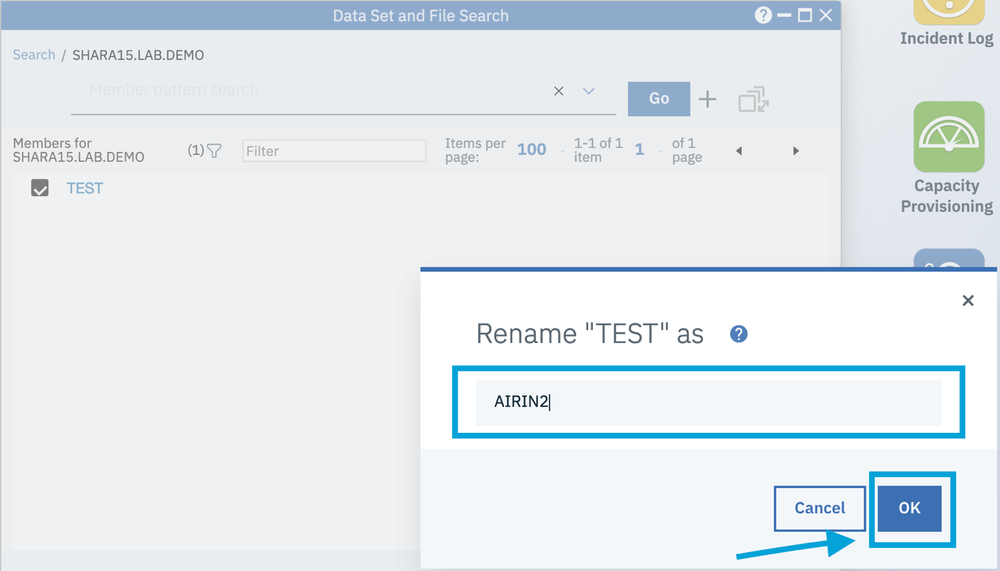 Data Set and File Search
?
Incident Log
Search / SHARA15.LAB.DEMO
Member pattern search
Go
Members for
SHARA15.LAB.DEMO
(1)
Filter
Items per
page:
100
1-1 of 1
item
1
of 1
page
TEST
Capacity
Provisioning
Rename "TEST" as
?
AIRIN2
Cancel
OK